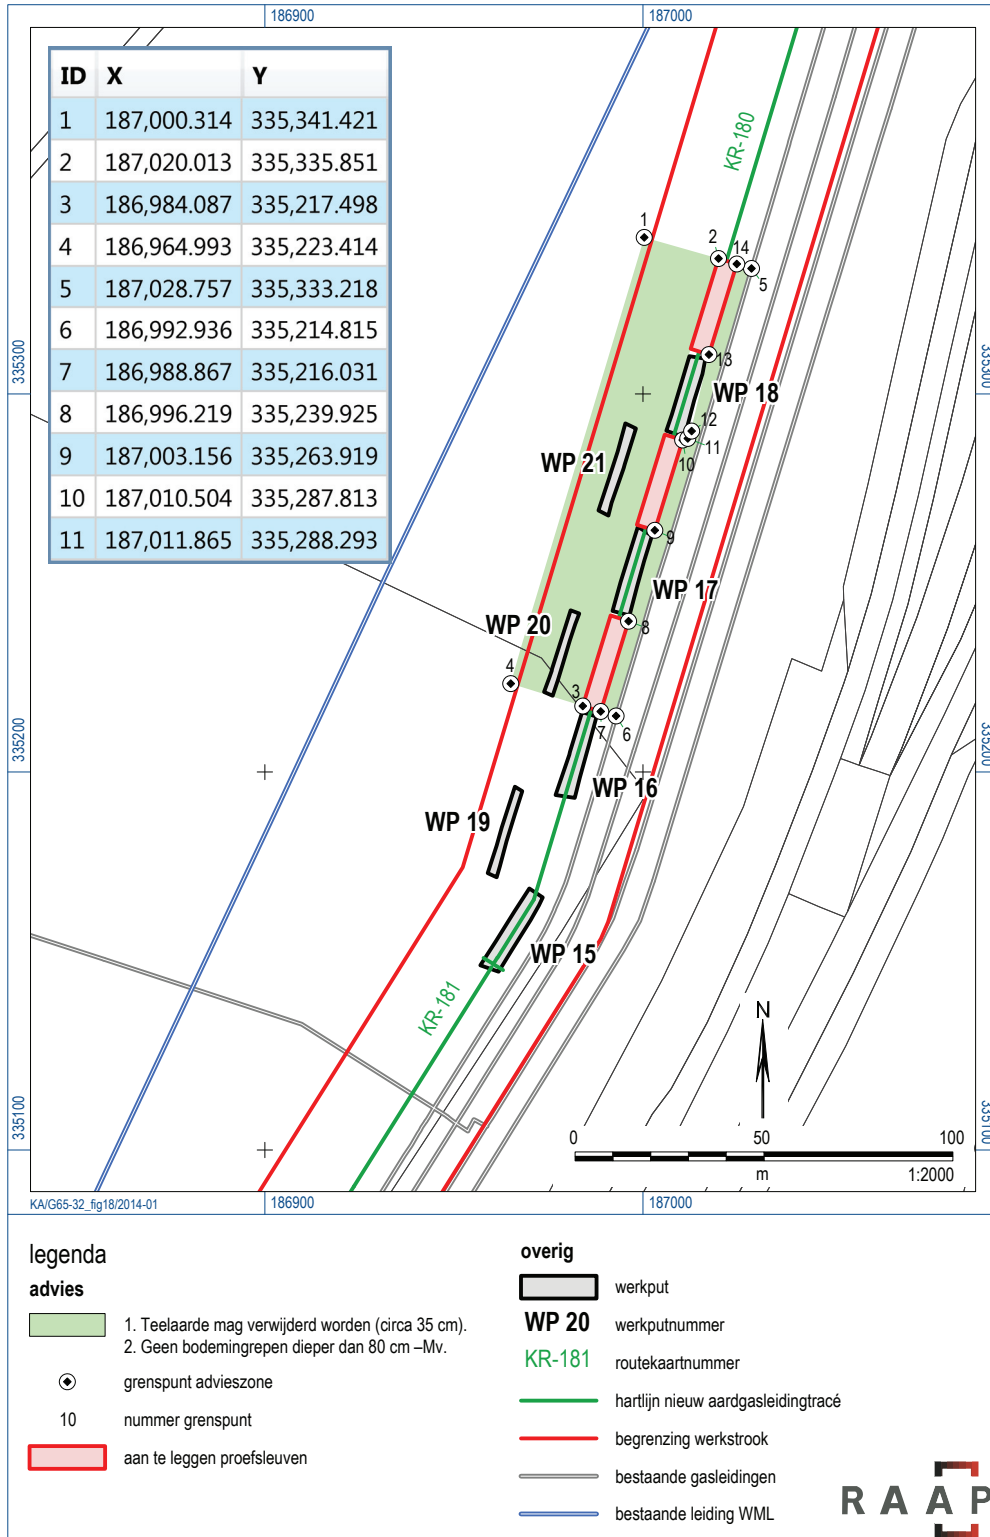 186900 187000
ID X Y
1 187,000.314 335,341.421
2 187,020.013 335,335.851
3 186,984.087 335,217.498
4 186,964.993 335,223.414
5 187,028.757 335,333.218
6 186,992.936 335,214.815
7 186,988.867 335,216.031
8 186,996.219 335,239.925
9 187,003.156 335,263.919
10 187,010.504 335,287.813
11 187,011.865 335,288.293
KR-180
1
2
14
5
335300
335300
13
WP 18
12
11
10
WP 21
9
WP 17
WP 20
8
4
3
7
6
335200
335200
WP 16
WP 19
WP 15
KR-181
N
335100
335100
0 50 100
m 1:2000
KA/G65-32_fig18/2014-01
186900 187000
legenda
advies
1. Teelaarde mag verwijderd worden (circa 35 cm).
2. Geen bodemingrepen dieper dan 80 cm –Mv.
grenspunt advieszone
10 nummer grenspunt
aan te leggen proefsleuven
overig
werkput
WP 20 werkputnummer
KR-181 routekaartnummer
hartlijn nieuw aardgasleidingtracé
begrenzing werkstrook
bestaande gasleidingen
bestaande leiding WML
RAAP